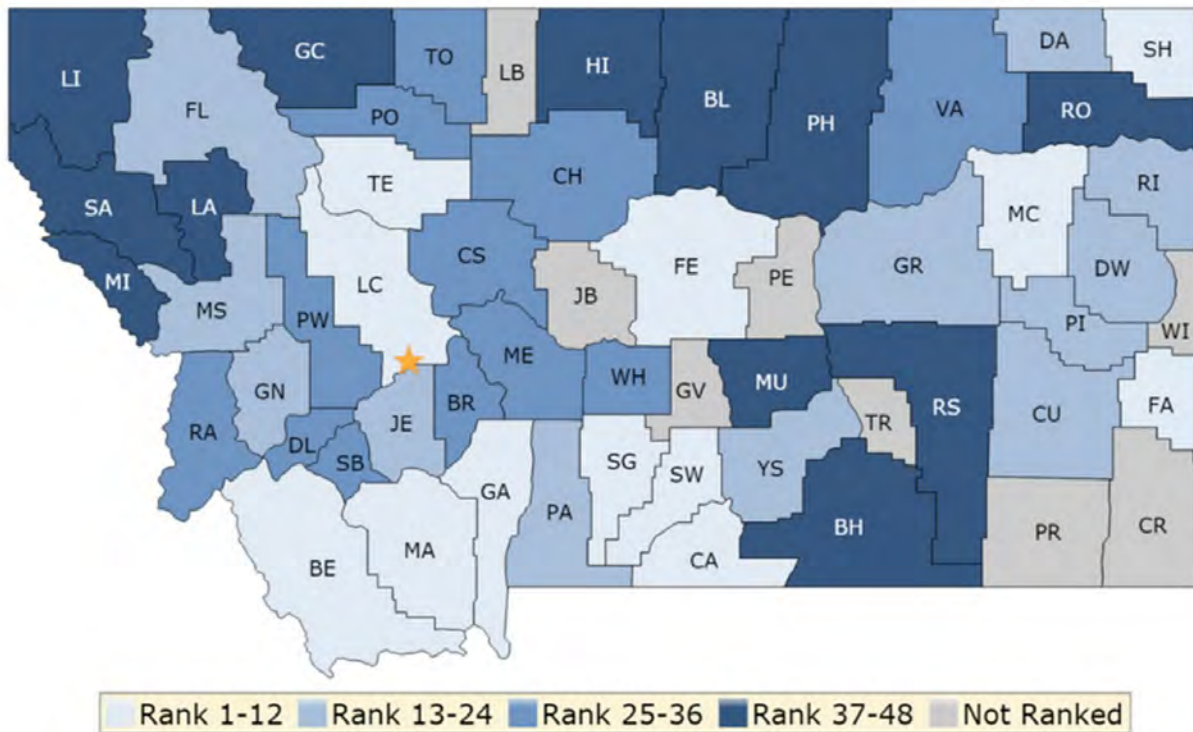 LI
GC
TO
LB
HI
BL
PH
VA
DA
SH
RO
FL
PO
TE
CH
SA
LA
MC
RI
MI
MS
LC
CS
JB
FE
PE
GR
DW
WI
PW
ME
PI
GN
JE
BR
WH
GV
MU
RS
CU
FA
RA
DL
SB
TR
GA
SG
SW
YS
PA
BH
PR
CR
BE
MA
CA
Rank 1-12 Rank 13-24 Rank 25-36 Rank 37-48 Not Ranked